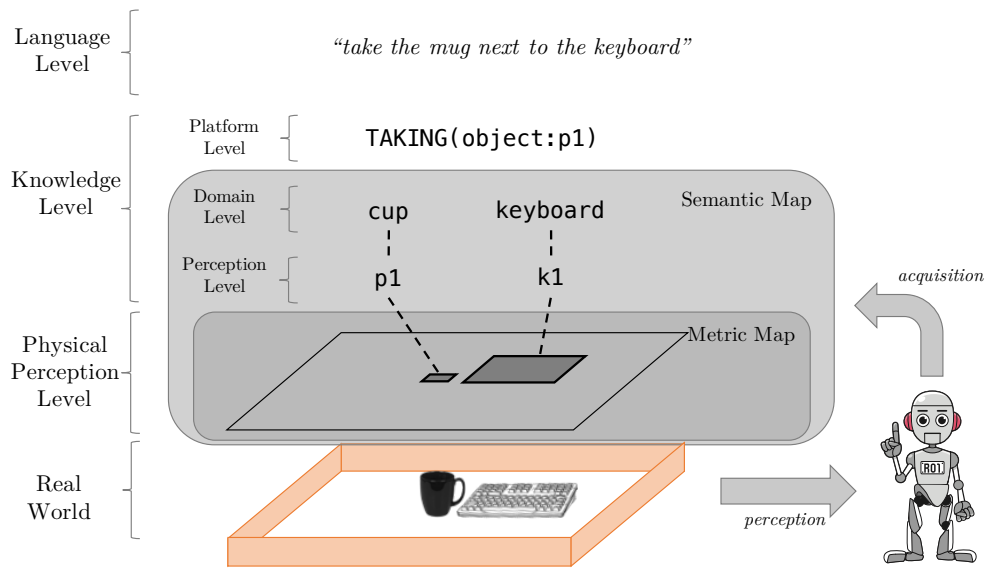 Language
Level
“take the mug next to the keyboard”
Platform
Level
TAKING(object:p1)
Knowledge
Level
Domain
Level
cup
keyboard
Semantic Map
Perception
Level
p1
k1
acquisition
Physical
Perception
Level
Metric Map
Real
World
R01
perception